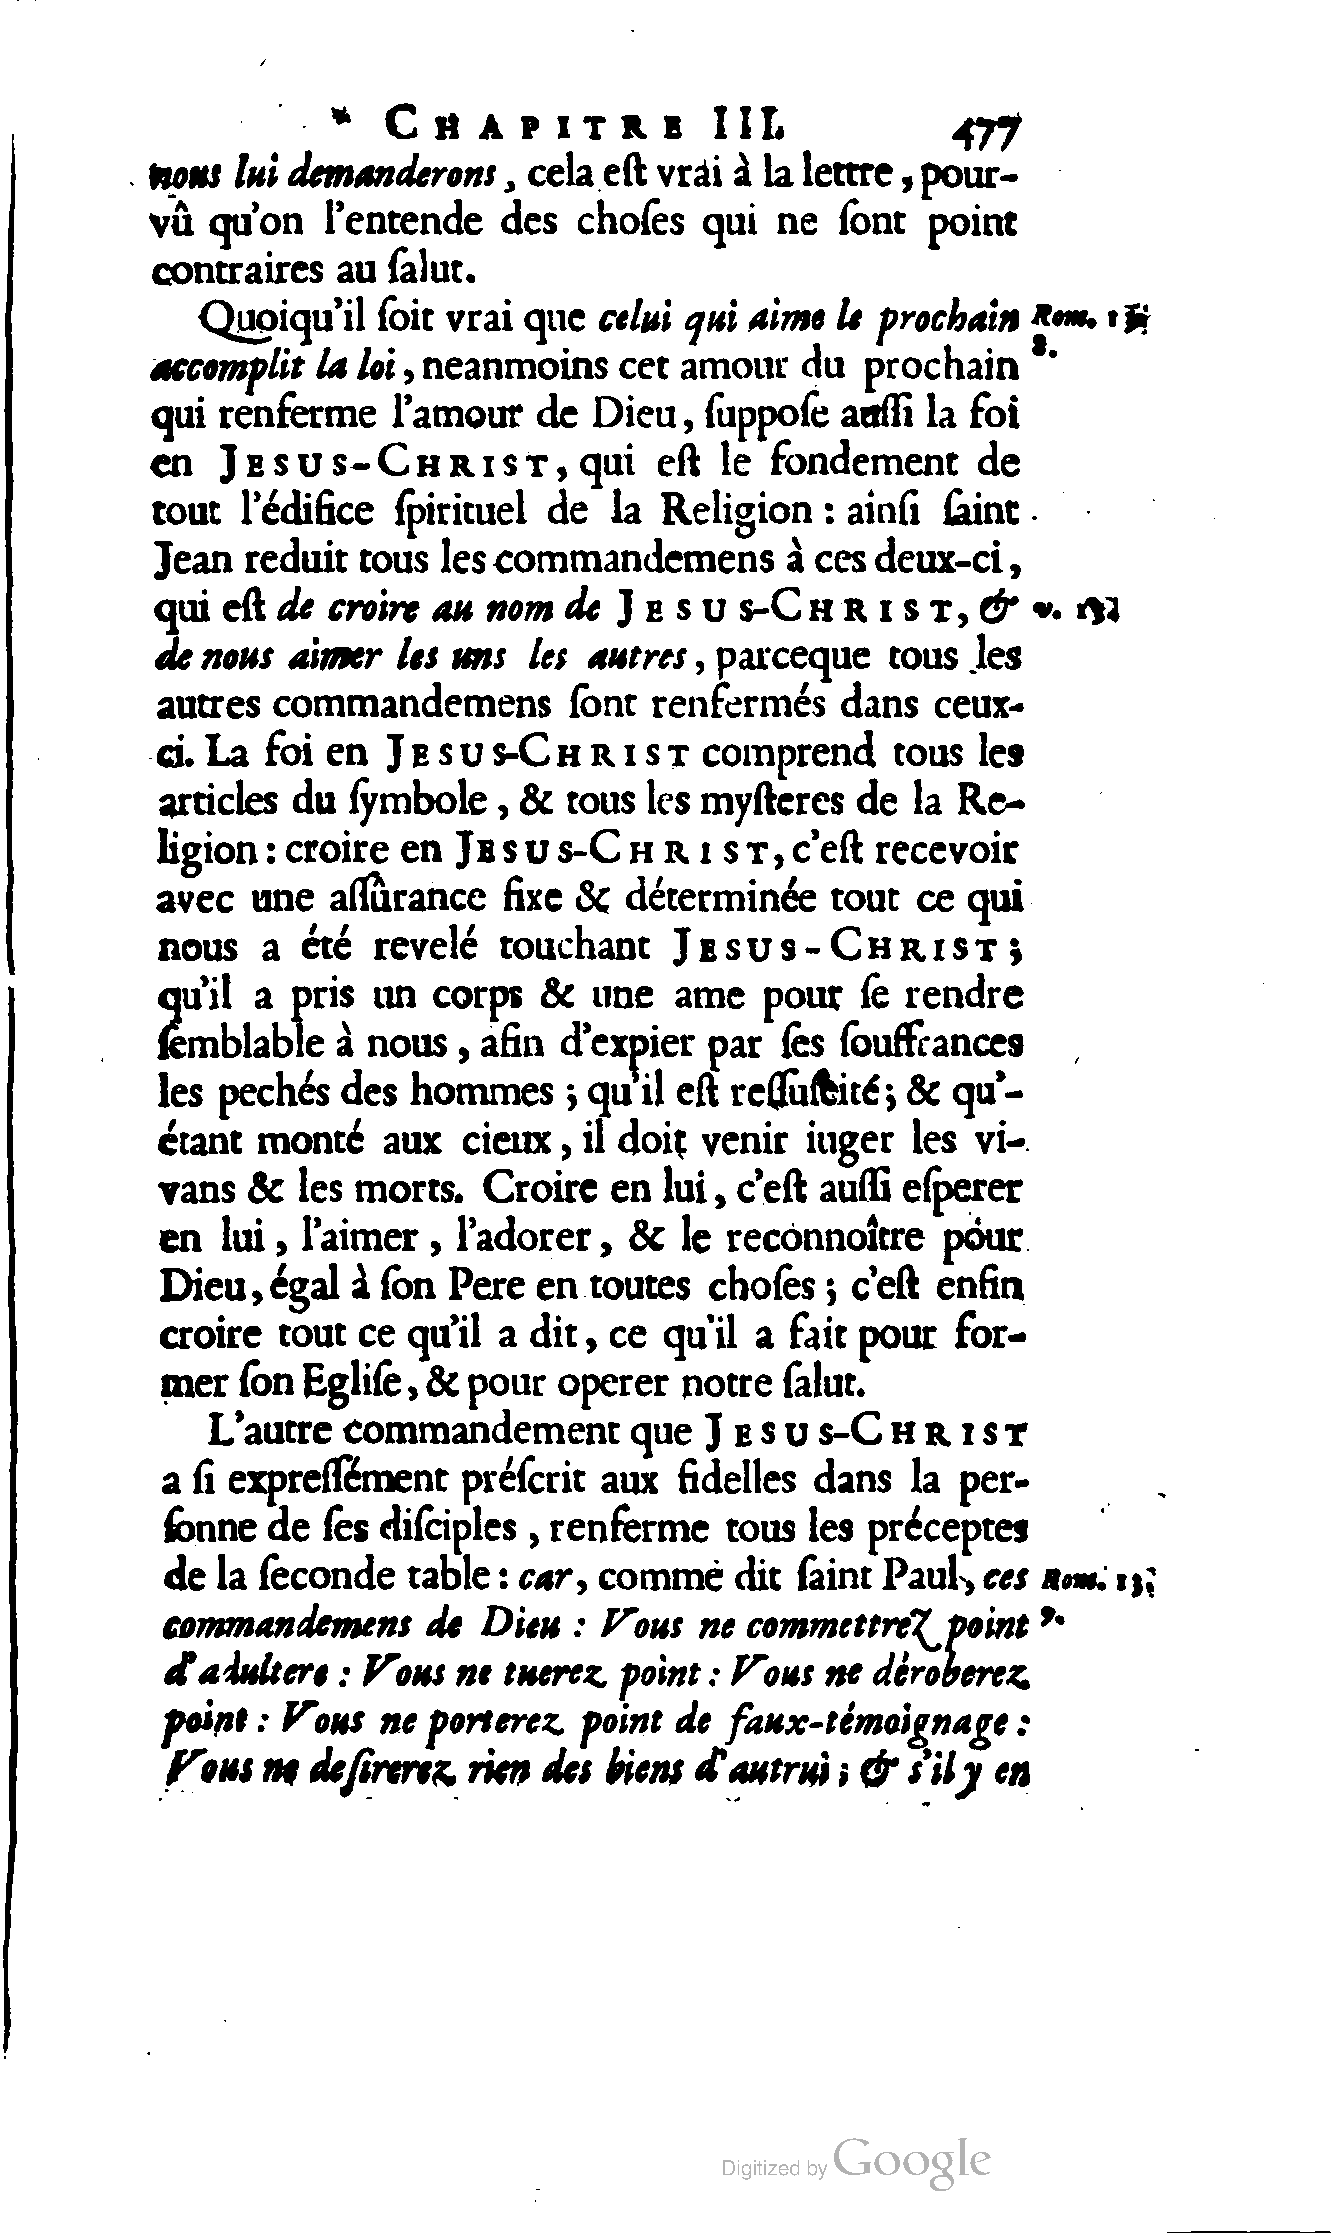 CHAPITRE III. 477
nous lui demanderons, cela eſt vrai à la lettre, pour-
vû qu'on l'entende des choſes qui ne ſont point
contraires au ſalut.
Quoiqu'il ſoit vrai que celui qui aime le prochain Rom. 13.
accomplit la loi, neanmoins cet amour du prochain 8.
qui renferme l'amour de Dieu, ſuppoſe auſſi la foi
en JESUS-CHRIST, qui eſt le fondement de
tout l'édifice ſpirituel de la Religion : ainſi ſaint
Jean reduit tous les commandemens à ces deux-ci,
qui eſt de croire au nom de JESUS-CHRIST, & v.
de nous aimer les uns les autres, parceque tous les
autres commandemens ſont renfermés dans ceux-
ci. La foi en JESUS-CHRIST comprend tous les
articles du ſymbole, & tous les myſteres de la Re-
ligion : croire en JESUS-CHRIST, c'eſt recevoir
avec une aſſûrance fixe & déterminée tout ce qui
nous a été revelé touchant JESUS-CHRIST ;
qu'il a pris un corps & une ame pour ſe rendre
ſemblable à nous, afin d'expier par ſes ſouffrances
les pechés des hommes ; qu'il eſt reſſuſcité ; & qu'-
étant monté aux cieux, il doit venir juger les vi-
vans & les morts. Croire en lui, c'eſt auſſi eſperer
en lui, l'aimer, l'adorer, & le reconnoître pour
Dieu, égal à ſon Pere en toutes choſes ; c'eſt enfin
croire tout ce qu'il a dit, ce qu'il a fait pour for-
mer ſon Egliſe, & pour operer notre ſalut.
L'autre commandement que JESUS-CHRIST
a ſi expreſſément préſcrit aux fidelles dans la per-
ſonne de ſes diſciples, renferme tous les préceptes
de la ſeconde table : car, comme dit ſaint Paul, ces Rom. 13.
commandemens de Dieu : Vous ne commettrez point 9.
d'adultere : Vous ne tuerez point : Vous ne déroberez
point : Vous ne porterez point de faux-témoignage :
Vous ne deſirerez rien des biens d'autrui ; & s'il y en
Digitized by Google